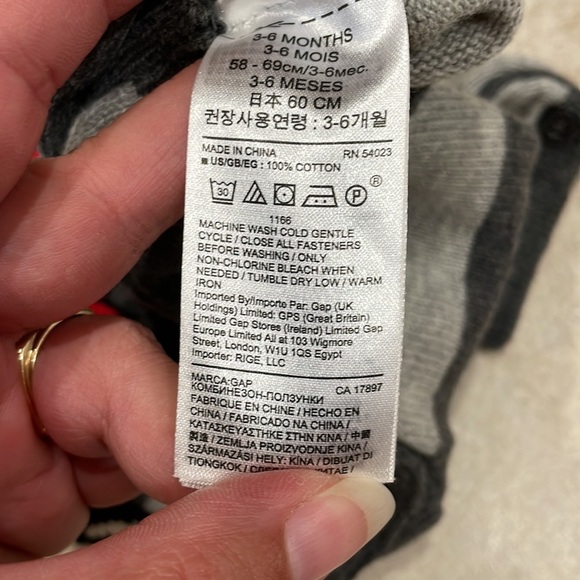 3-6 MONTHS
3-6 MOIS
58 - 69см/3-6мес.
3-6 MESES
日本 60 CM
권장사용연령 : 3-6개월
MADE IN CHINA RN 54023
■ US/GB/EG : 100% COTTON
30 P ®
1166
MACHINE WASH COLD GENTLE
CYCLE / CLOSE ALL FASTENERS
BEFORE WASHING / ONLY
NON-CHLORINE BLEACH WHEN
NEEDED / TUMBLE DRY LOW / WARM
IRON
Imported By/Importe Par: Gap (UK
Holdings) Limited: GPS (Great Britain)
Limited Gap Stores (Ireland) Limited Gap
Europe Limited All at 103 Wigmore
Street, London, W1U 1QS Egypt
Importer: RIGE, LLC
MARCA:GAP CA 17897
КОМБИНЕЗОН-ПОЛЗУНКИ
FABRIQUE EN CHINE / HECHO EN
CHINA / FABRICADO NA CHINA /
ΚΑΤΑΣΚΕΥΑΣΤΗΚΕ ΣΤΗΝ ΚΙΝΑ / 中國
製造 / ZEMLJA PROIZVODNJE KINA /
SZÁRMAZÁSI HELY: KÍNA / DIBUAT DI
TIONGKOK /